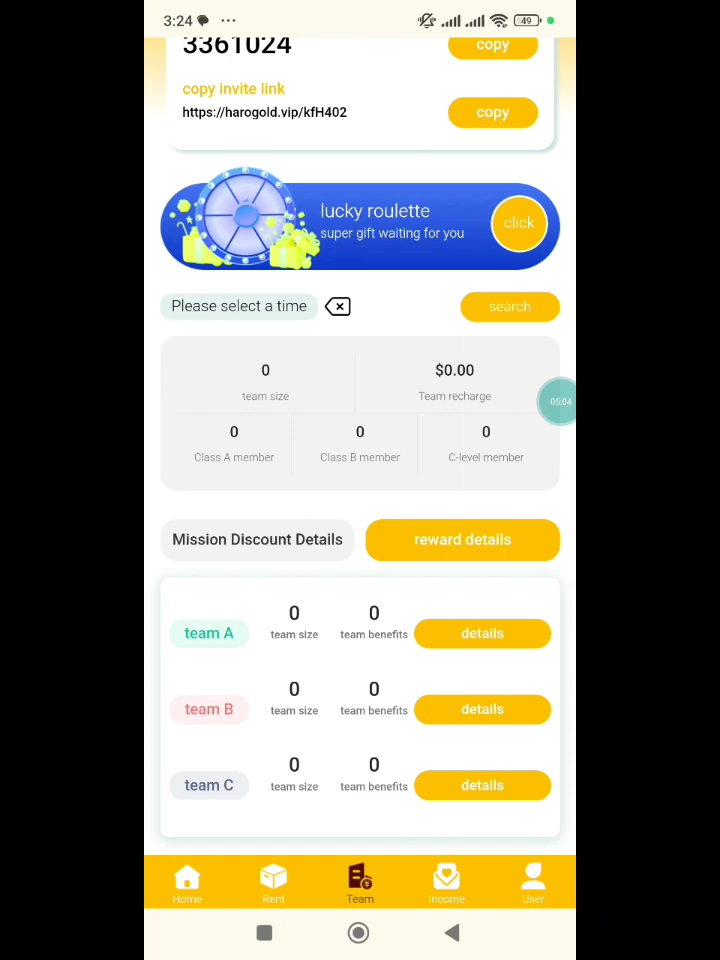 3:24
49
3361024
copy
copy invite link
https://harogold.vip/kfH402
copy
lucky roulette
super gift waiting for you
click
Please select a time
search
0
$0.00
team size
Team recharge
05:04
0
0
0
Class A member
Class B member
C-level member
Mission Discount Details
reward details
0
0
team A
team size
team benefits
details
0
0
team B
team size
team benefits
details
0
0
team C
team size
team benefits
details
Home
Rent
Team
Income
User